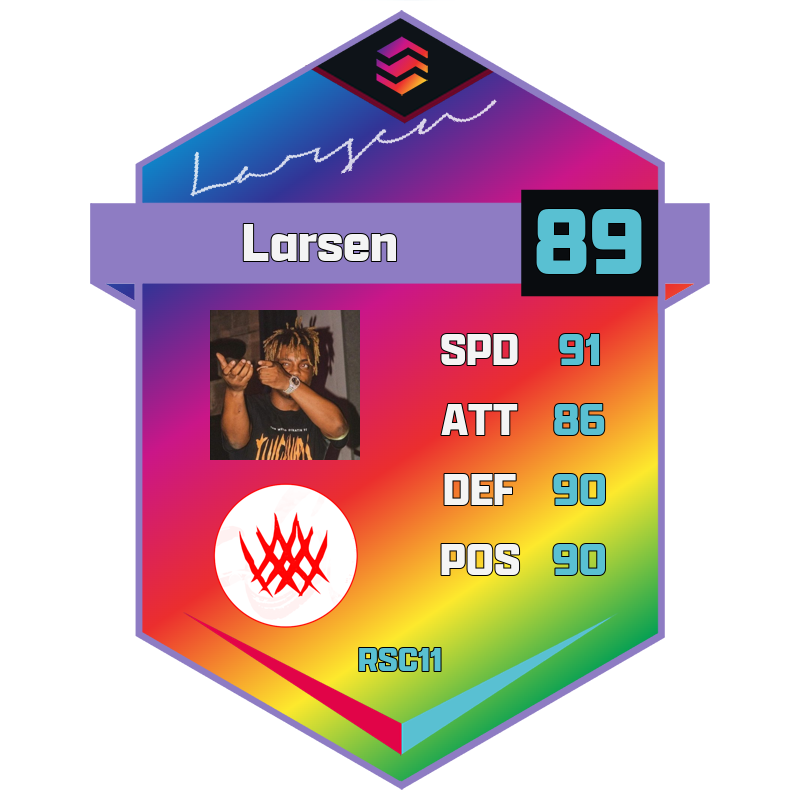 Larsen
Larsen 89
SPD 91
ATT 86
DEF 90
POS 90
RSC11